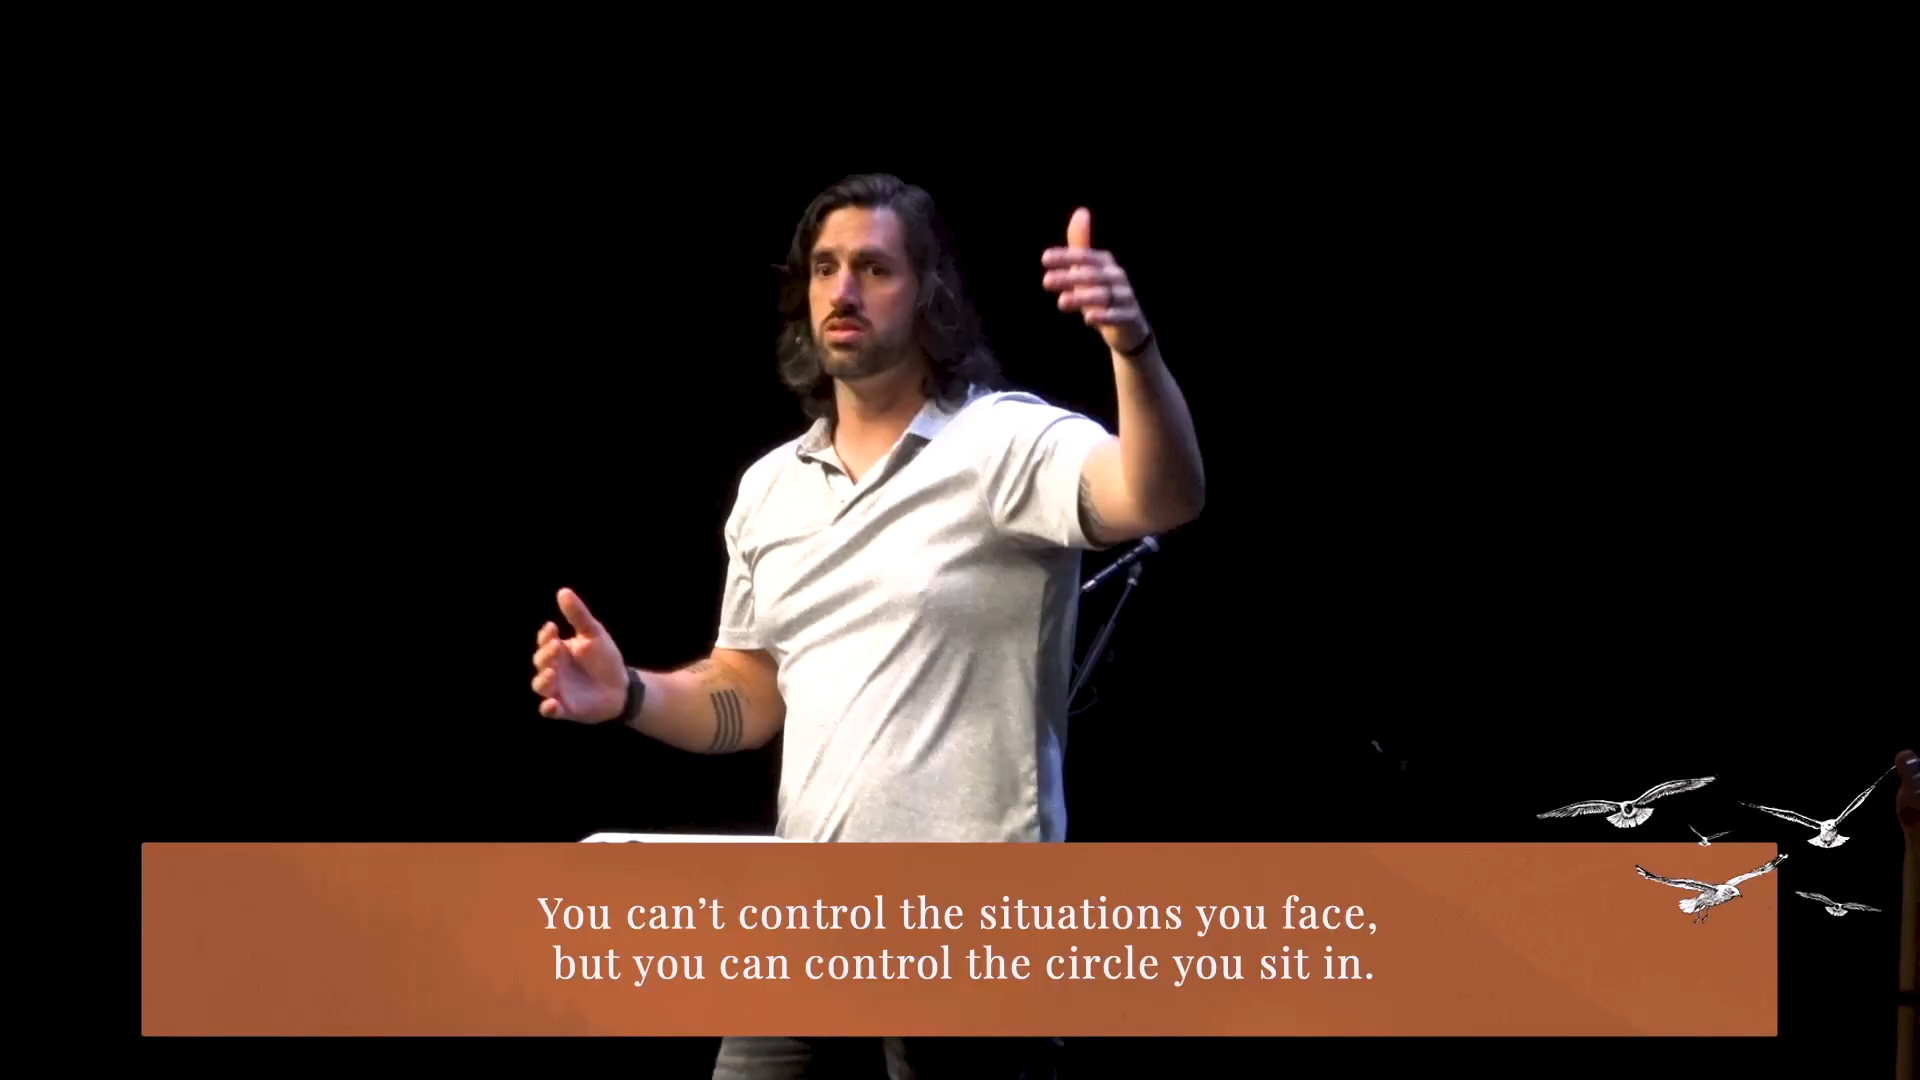 You can’t control the situations you face,
but you can control the circle you sit in.